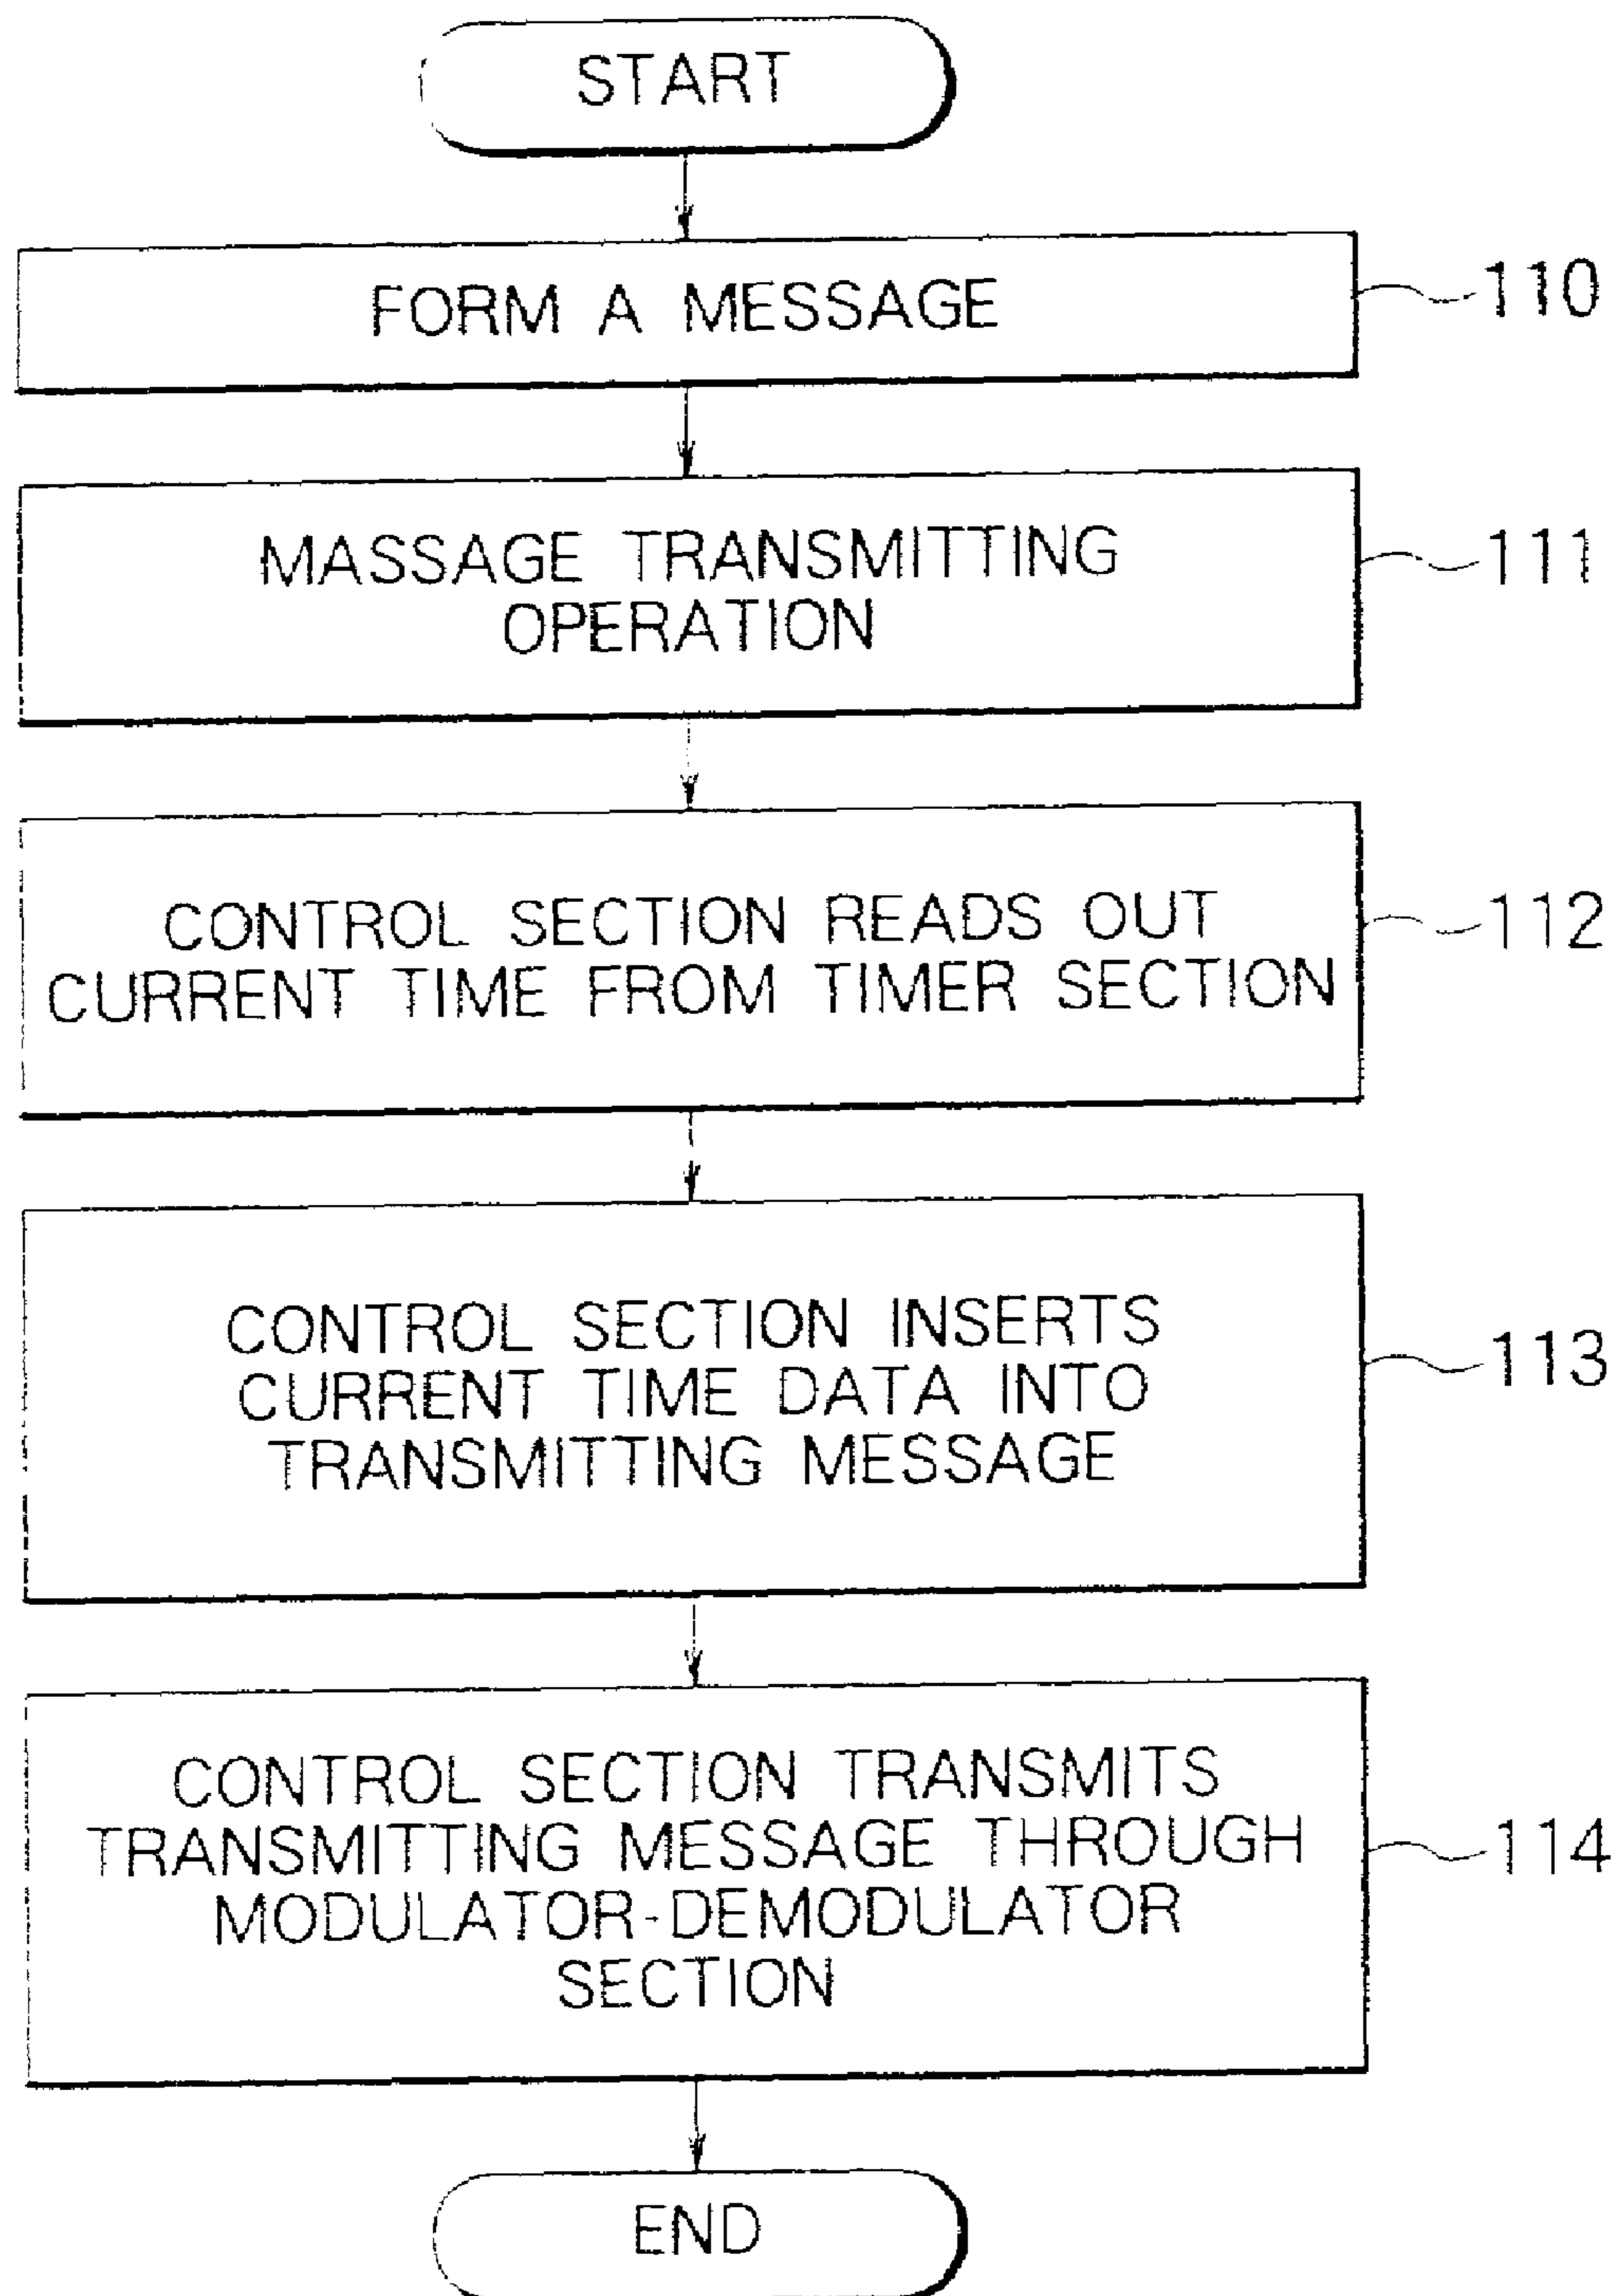 START
FORM A MESSAGE
110
MASSAGE TRANSMITTING
OPERATION
111
CONTROL SECTION READS OUT
CURRENT TIME FROM TIMER SECTION
112
CONTROL SECTION INSERTS
CURRENT TIME DATA INTO
TRANSMITTING MESSAGE
113
CONTROL SECTION TRANSMITS
TRANSMITTING MESSAGE THROUGH
MODULATOR-DEMODULATOR
SECTION
114
END